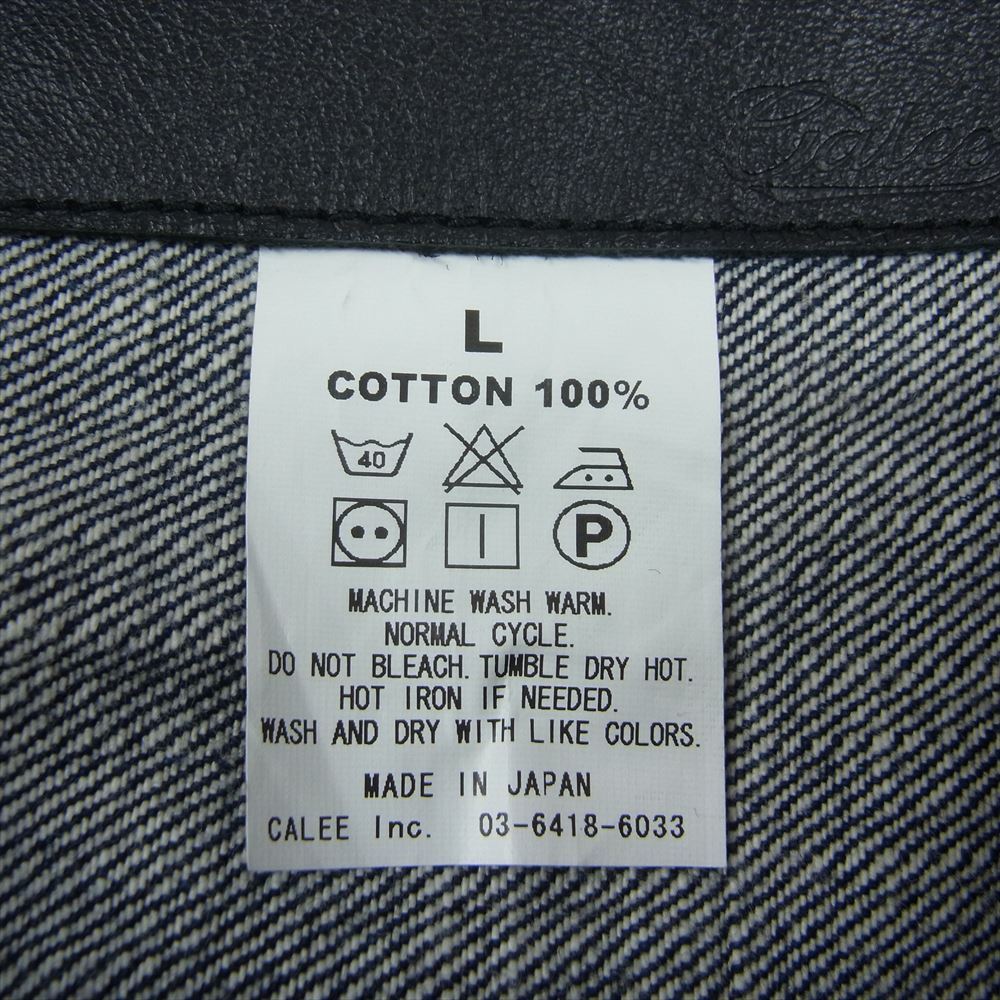 Calee
L
COTTON 100%
40
P
MACHINE WASH WARM.
NORMAL CYCLE.
DO NOT BLEACH. TUMBLE DRY HOT.
HOT IRON IF NEEDED.
WASH AND DRY WITH LIKE COLORS.
MADE IN JAPAN
CALEE Inc. 03-6418-6033